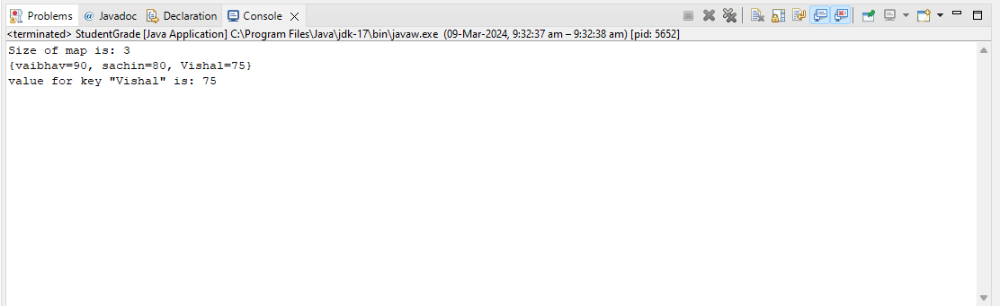 Problems @ Javadoc Declaration Console
<terminated> StudentGrade [Java Application] C:\Program Files\Java\jdk-17\bin\javaw.exe (09-Mar-2024, 9:32:37 am – 9:32:38 am) [pid: 5652]
Size of map is: 3
{vaibhav=90, sachin=80, Vishal=75}
value for key "Vishal" is: 75